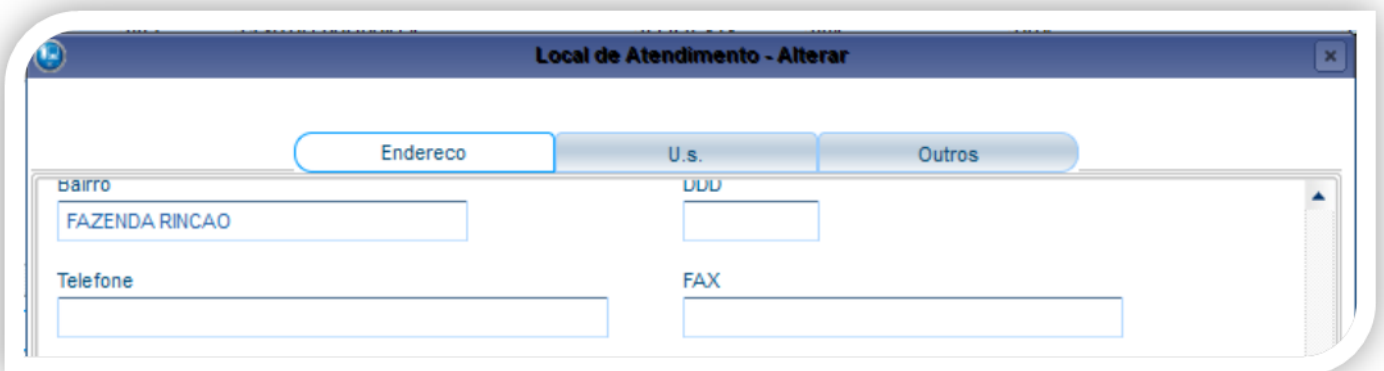 Local de Atendimento - Alterar
Endereco
U.s.
Outros
Bairro
DDD
FAZENDA RINCAO
Telefone
FAX